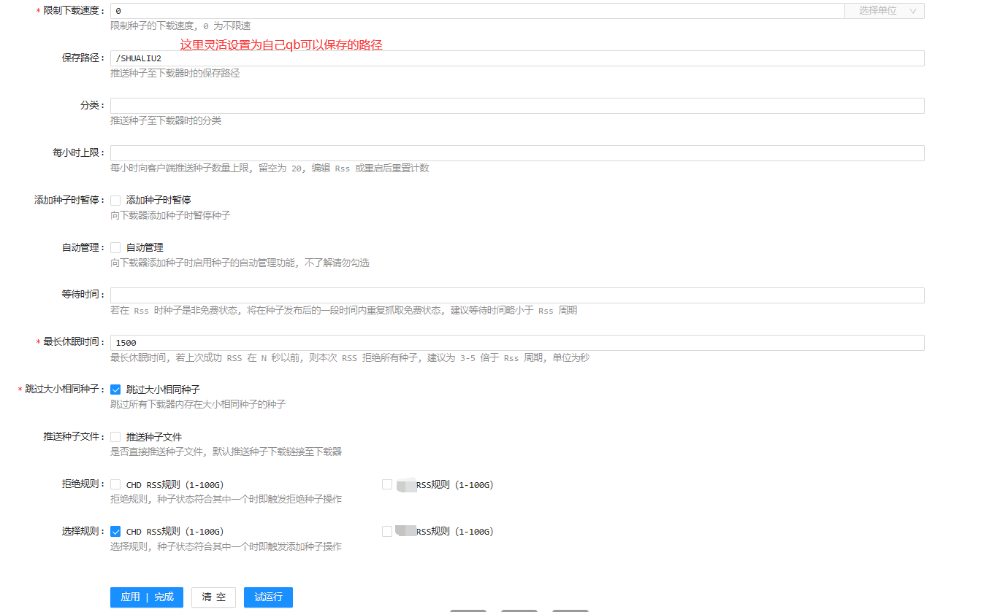 * 限制下载速度: 0 选择单位
限制种子的下载速度, 0 为不限速
这里灵活设置为自己qb可以保存的路径
保存路径: /SHUALIU2
推送种子至下载器时的保存路径
分类:
推送种子至下载器时的分类
每小时上限:
每小时向客户端推送种子数量上限, 留空为 20, 编辑 Rss 或重启后重置计数
添加种子时暂停: 添加种子时暂停
向下载器添加种子时暂停种子
自动管理: 自动管理
向下载器添加种子时启用种子的自动管理功能, 不了解请勿勾选
等待时间:
若在 Rss 时种子是非免费状态, 将在种子发布后的一段时间内重复抓取免费状态, 建议等待时间略小于 Rss 周期
* 最长休眠时间: 1500
最长休眠时间, 若上次成功 RSS 在 N 秒以前, 则本次 RSS 拒绝所有种子, 建议为 3-5 倍于 Rss 周期, 单位为秒
* 跳过大小相同种子: 跳过大小相同种子
跳过所有下载器内存在大小相同种子的种子
推送种子文件: 推送种子文件
是否直接推送种子文件, 默认推送种子下载链接至下载器
拒绝规则: CHD RSS规则 (1-100G) RSS规则 (1-100G)
拒绝规则, 种子状态符合其中一个时即触发拒绝种子操作
选择规则: CHD RSS规则 (1-100G) RSS规则 (1-100G)
选择规则, 种子状态符合其中一个时即触发添加种子操作
应用 | 完成 清 空 试运行